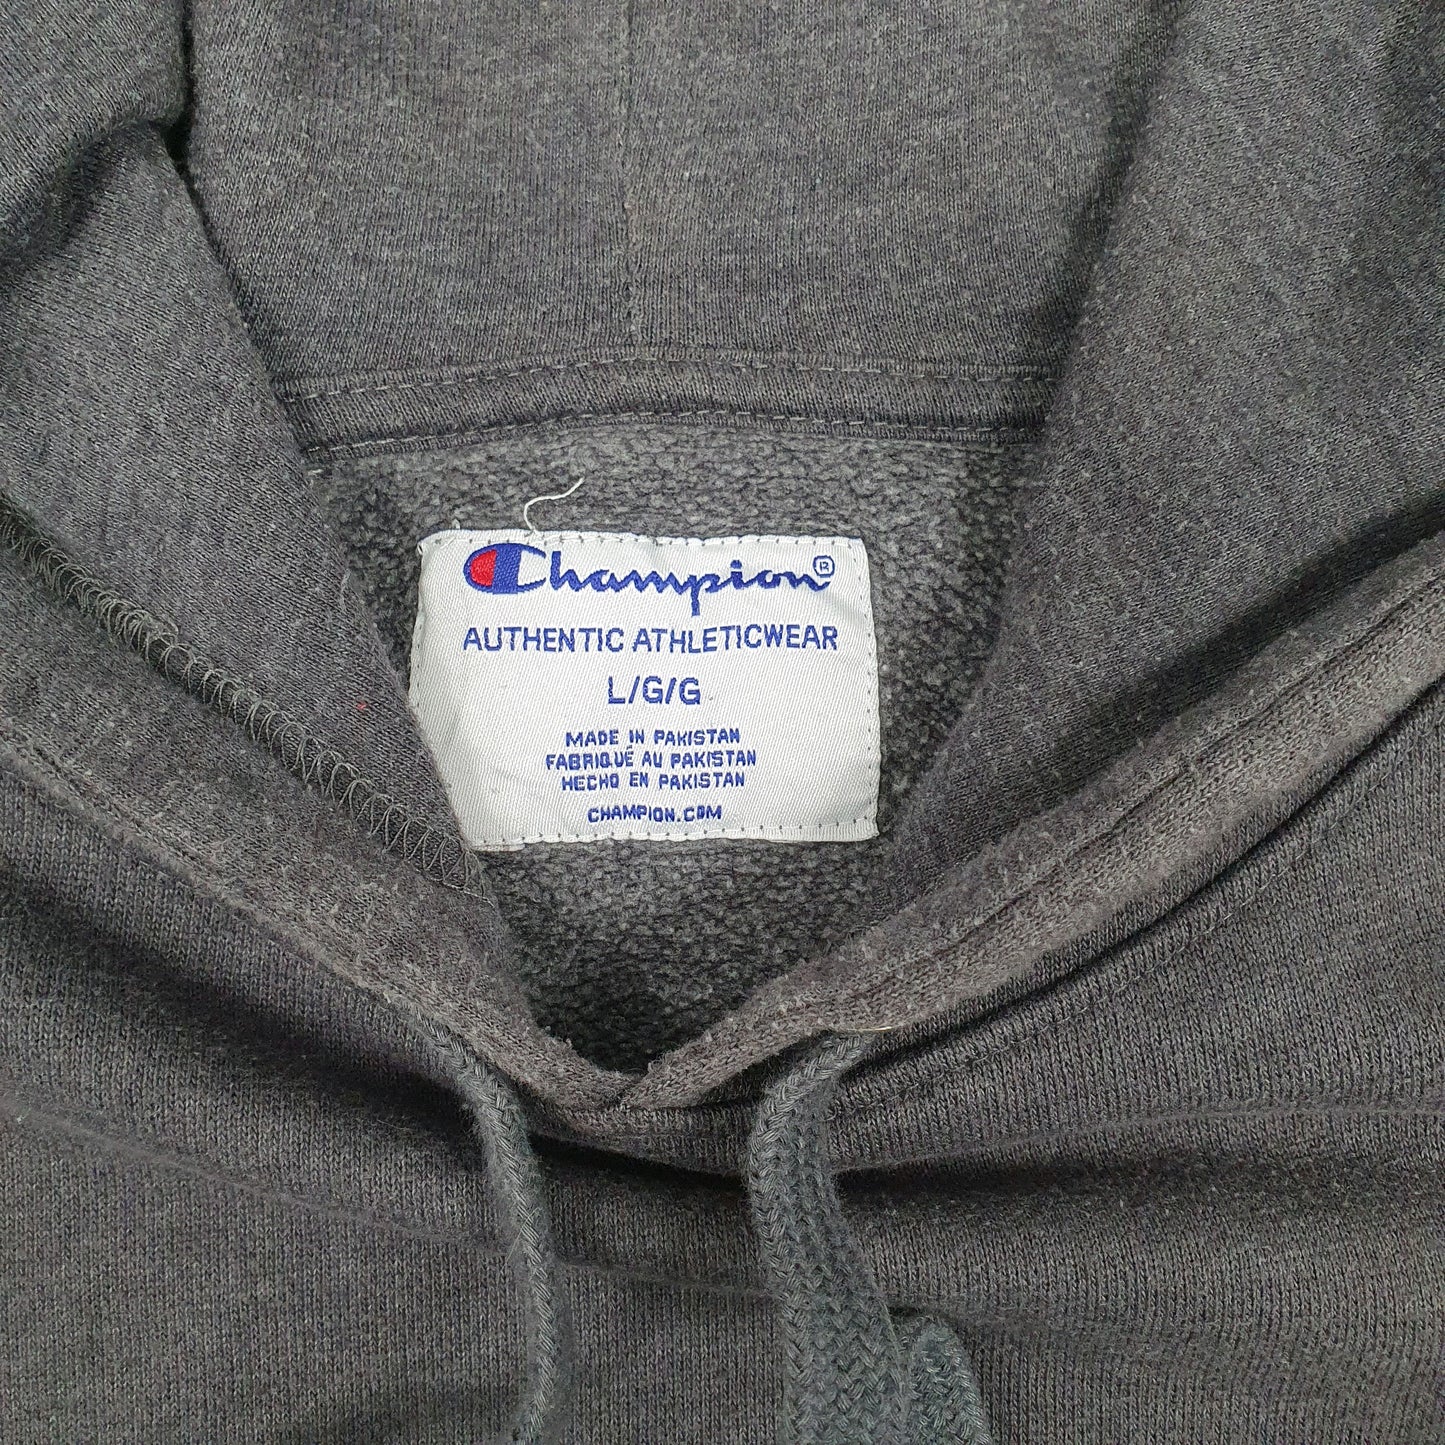 Champion®
AUTHENTIC ATHLETICWEAR
L/G/G
MADE IN PAKISTAN
FABRIQUÉ AU PAKISTAN
HECHO EN PAKISTAN
CHAMPION.COM